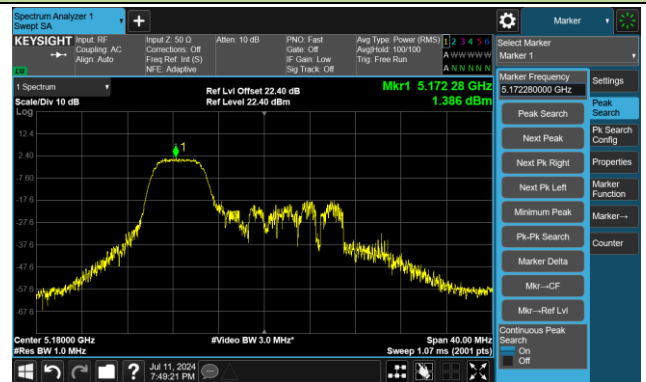 Spectrum Analyzer 1
Swept SA
Marker
KEYSIGHT
Input: RF
Coupling: AC
Align: Auto
Input Z: 50 Ω
Corrections: Off
Freq Ref: Int (S)
NFE: Adaptive
Atten: 10 dB
PNO: Fast
Gate: Off
IF Gain: Low
Sig Track: Off
Avg Type: Power (RMS)
Avg|Hold: 100/100
Trig: Free Run
1 2 3 4 5 6
A W W W W W
A N N N N N
Select Marker
Marker 1
1 Spectrum
Scale/Div 10 dB
Log
Ref Lvl Offset 22.40 dB
Ref Level 22.40 dBm
Mkr1 5.172 28 GHz
1.386 dBm
1
12.4
2.40
-7.60
-17.6
-27.6
-37.6
-47.6
-57.6
-67.6
Center 5.18000 GHz
#Res BW 1.0 MHz
#Video BW 3.0 MHz*
Span 40.00 MHz
Sweep 1.07 ms (2001 pts)
Marker Frequency
5.172280000 GHz
Peak Search
Next Peak
Next Pk Right
Next Pk Left
Minimum Peak
Pk-Pk Search
Marker Delta
Mkr→CF
Mkr→Ref Lvl
Continuous Peak
Search
On
Off
Settings
Peak
Search
Pk Search
Config
Properties
Marker
Function
Marker→
Counter
Jul 11, 2024
7:49:21 PM